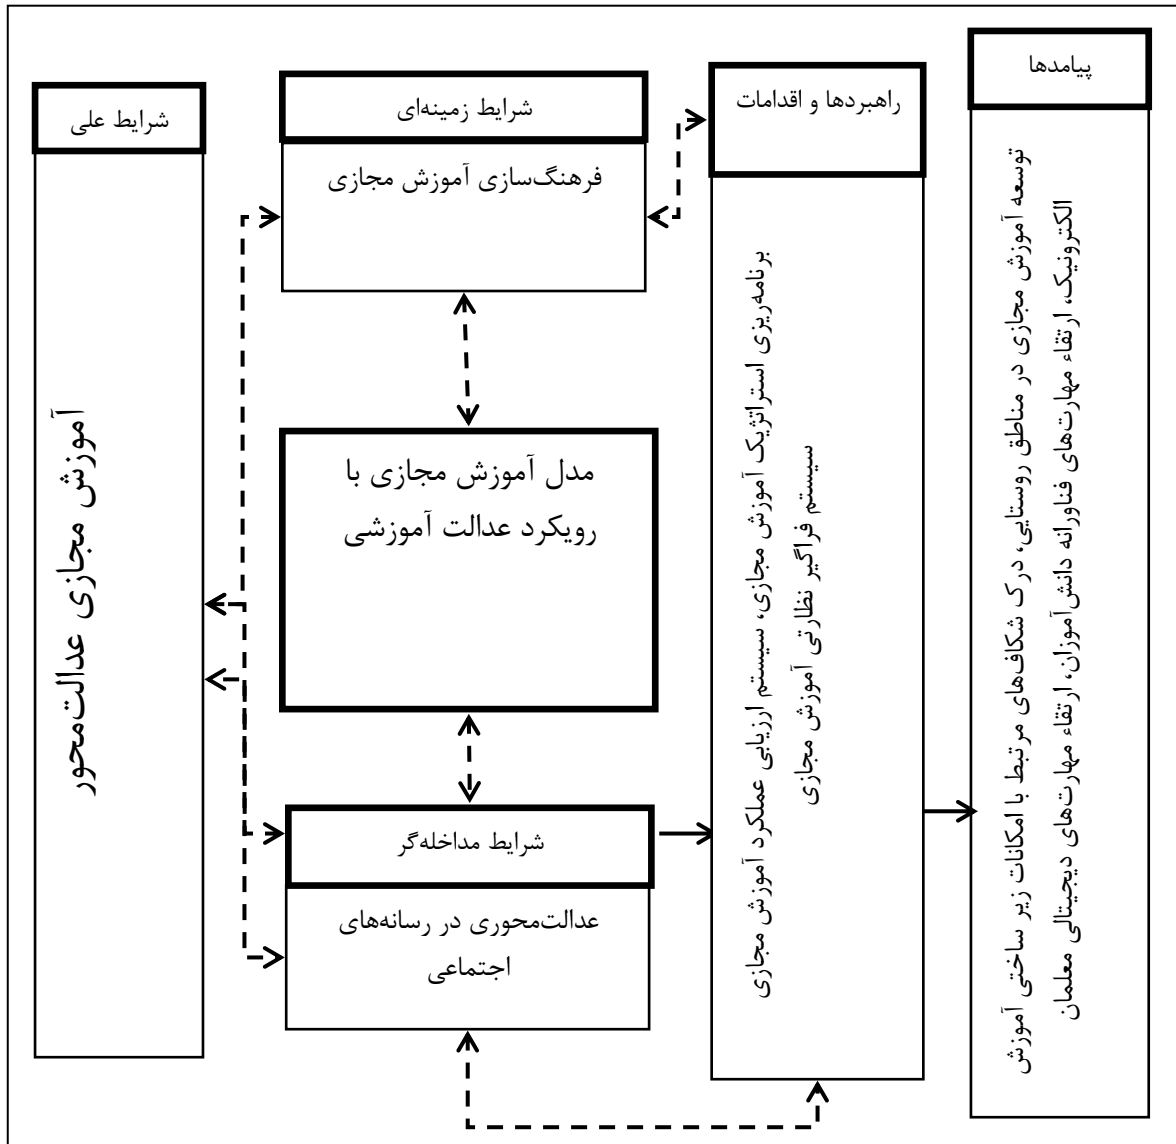 پیامدها
توسعه آموزش مجازی در مناطق روستایی، درک شکاف‌های مرتبط با امکانات زیر ساختی آموزش
الکترونیک، ارتقاء مهارت‌های فناورانه دانش‌آموزان، ارتقاء مهارت‌های دیجیتالی معلمان
راهبردها و اقدامات
برنامه‌ریزی استراتژیک آموزش مجازی، سیستم ارزیابی عملکرد آموزش مجازی
سیستم فراگیر نظارتی آموزش مجازی
شرایط زمینه‌ای
فرهنگ‌سازی آموزش مجازی
مدل آموزش مجازی با
رویکرد عدالت آموزشی
شرایط مداخله‌گر
عدالت‌محوری در رسانه‌های
اجتماعی
شرایط علی
آموزش مجازی عدالت‌محور